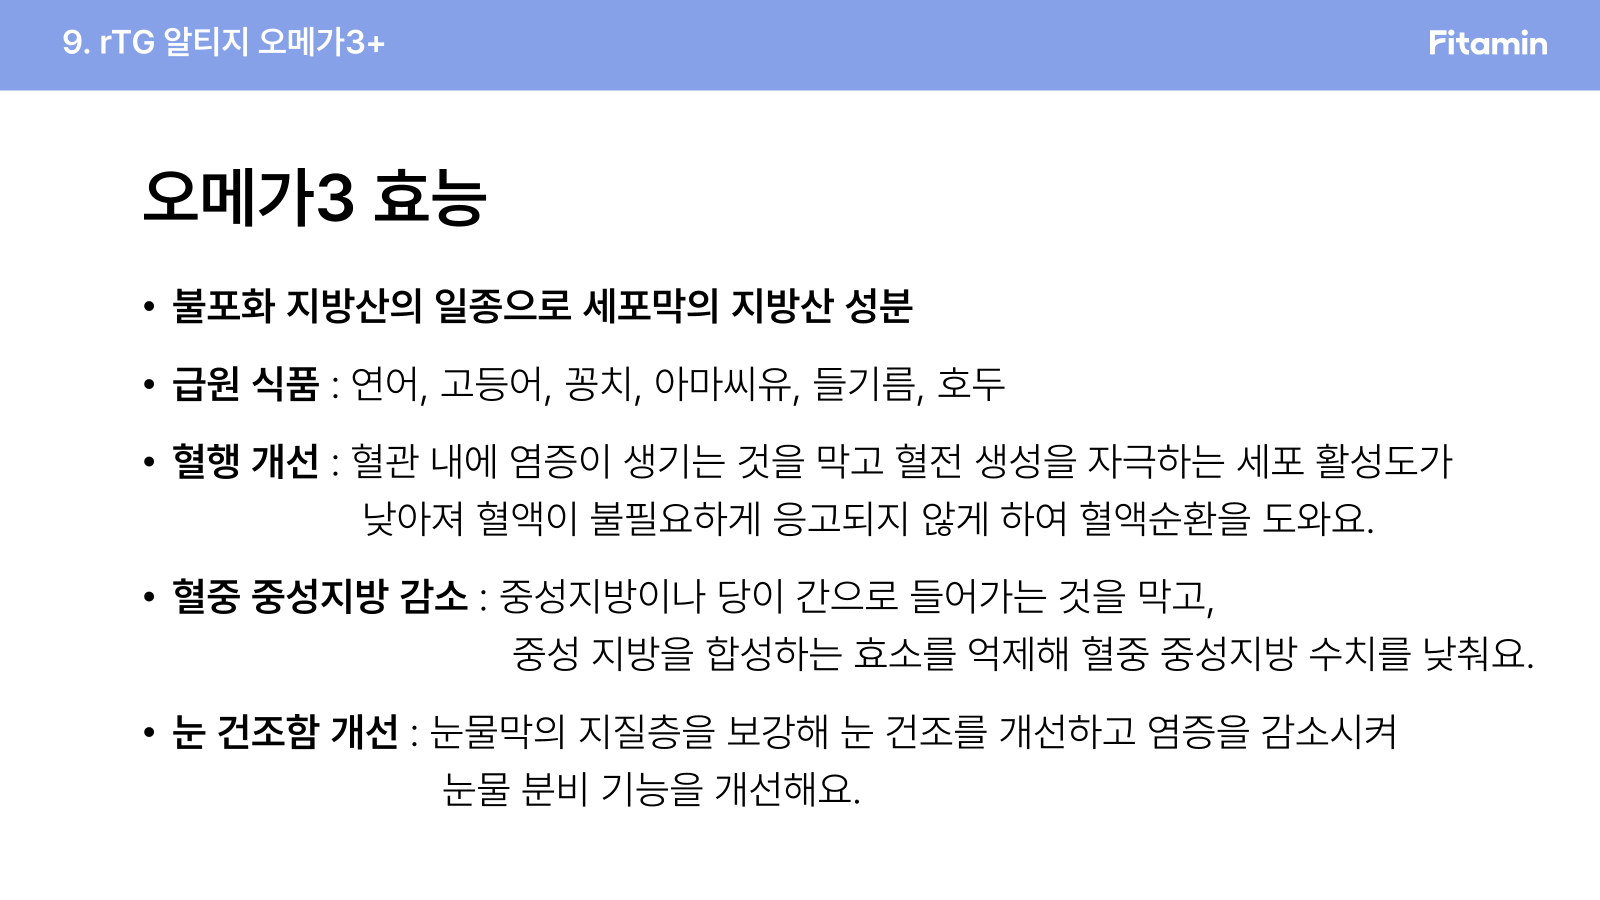 9. rTG 알티지 오메가3+
Fitamin
오메가3 효능
• 불포화 지방산의 일종으로 세포막의 지방산 성분
• 급원 식품 : 연어, 고등어, 꽁치, 아마씨유, 들기름, 호두
• 혈행 개선 : 혈관 내에 염증이 생기는 것을 막고 혈전 생성을 자극하는 세포 활성도가
낮아져 혈액이 불필요하게 응고되지 않게 하여 혈액순환을 도와요.
• 혈중 중성지방 감소 : 중성지방이나 당이 간으로 들어가는 것을 막고,
중성 지방을 합성하는 효소를 억제해 혈중 중성지방 수치를 낮춰요.
• 눈 건조함 개선 : 눈물막의 지질층을 보강해 눈 건조를 개선하고 염증을 감소시켜
눈물 분비 기능을 개선해요.